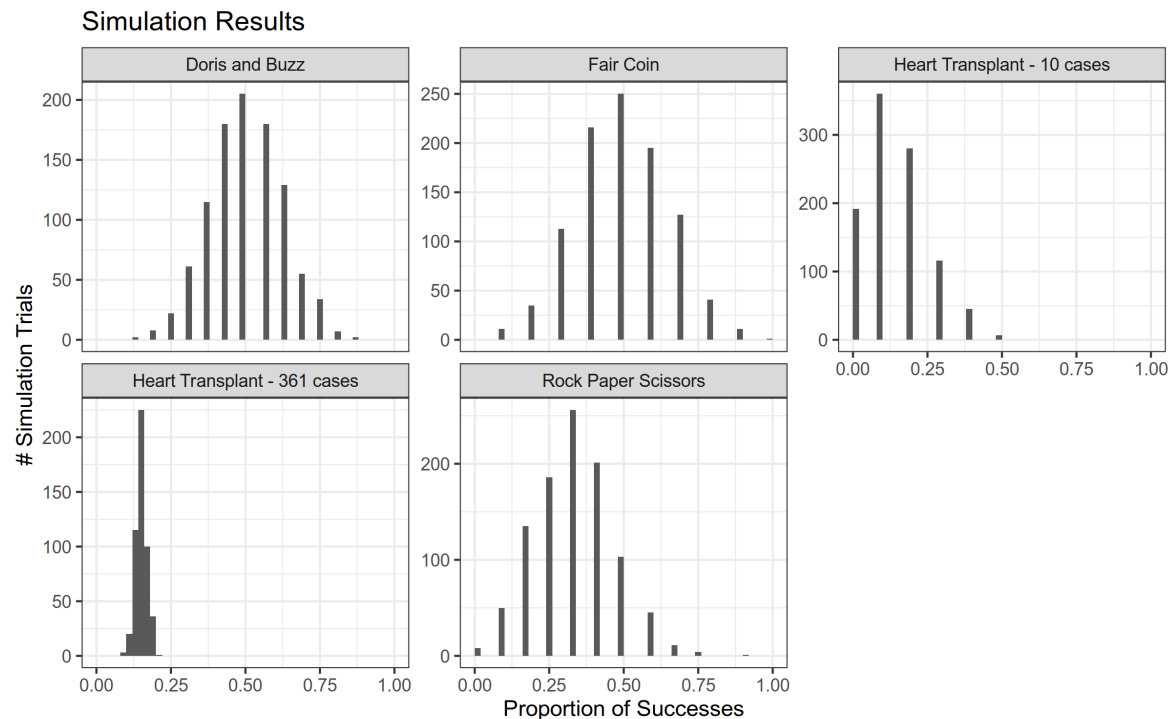 Simulation Results
Doris and Buzz
Fair Coin
Heart Transplant - 10 cases
200
150
100
50
0
250
200
150
100
50
0
300
200
100
0
0.00 0.25 0.50 0.75 1.00
Heart Transplant - 361 cases
Rock Paper Scissors
200
150
100
50
0
200
100
0
0.00 0.25 0.50 0.75 1.00
0.00 0.25 0.50 0.75 1.00
# Simulation Trials
Proportion of Successes